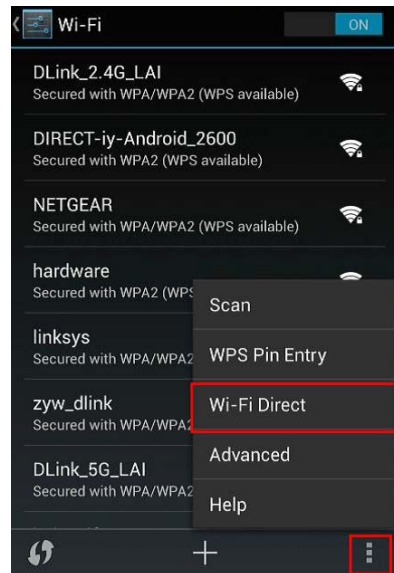 Wi-Fi
ON
DLink_2.4G_LAI
Secured with WPA/WPA2 (WPS available)
DIRECT-iy-Android_2600
Secured with WPA2 (WPS available)
NETGEAR
Secured with WPA/WPA2 (WPS available)
hardware
Secured with WPA2 (WPS
linksys
Secured with WPA/WPA2
zyw_dlink
Secured with WPA/WPA2
DLink_5G_LAI
Secured with WPA/WPA2
Scan
WPS Pin Entry
Wi-Fi Direct
Advanced
Help